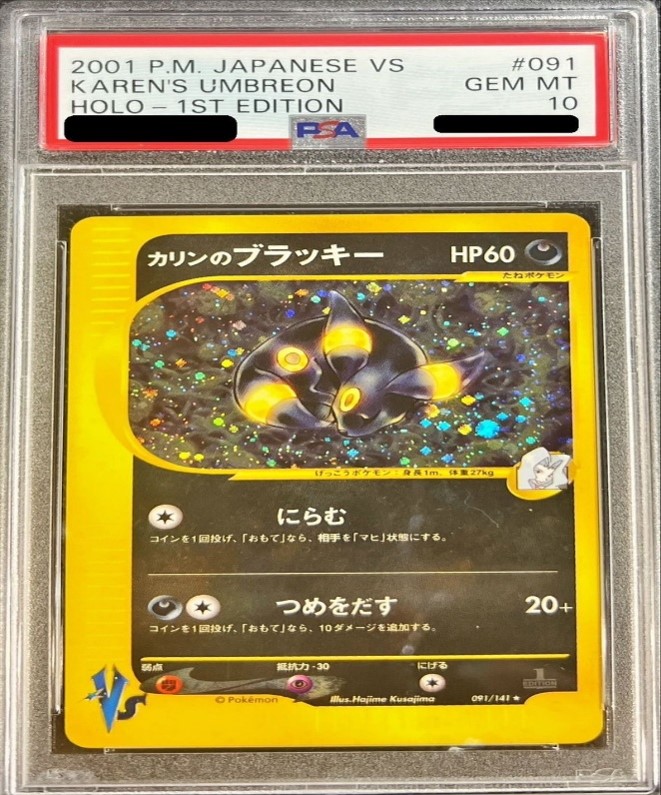 2001 P.M. JAPANESE VS #091
KAREN'S UMBREON GEM MT
HOLO - 1ST EDITION 10
PSA
カリンのブラッキー HP60
たねポケモン
げっこうポケモン：身長1m、体重27kg
にらむ
コインを1回投げ、「おもて」なら、相手を「マヒ」状態にする。
つめをだす 20+
コインを1回投げ、「おもて」なら、10ダメージを追加する。
弱点 抵抗力-30 にげる
1 EDITION
Vs
©Pokémon Illus.Hajime Kusajima 091/141★